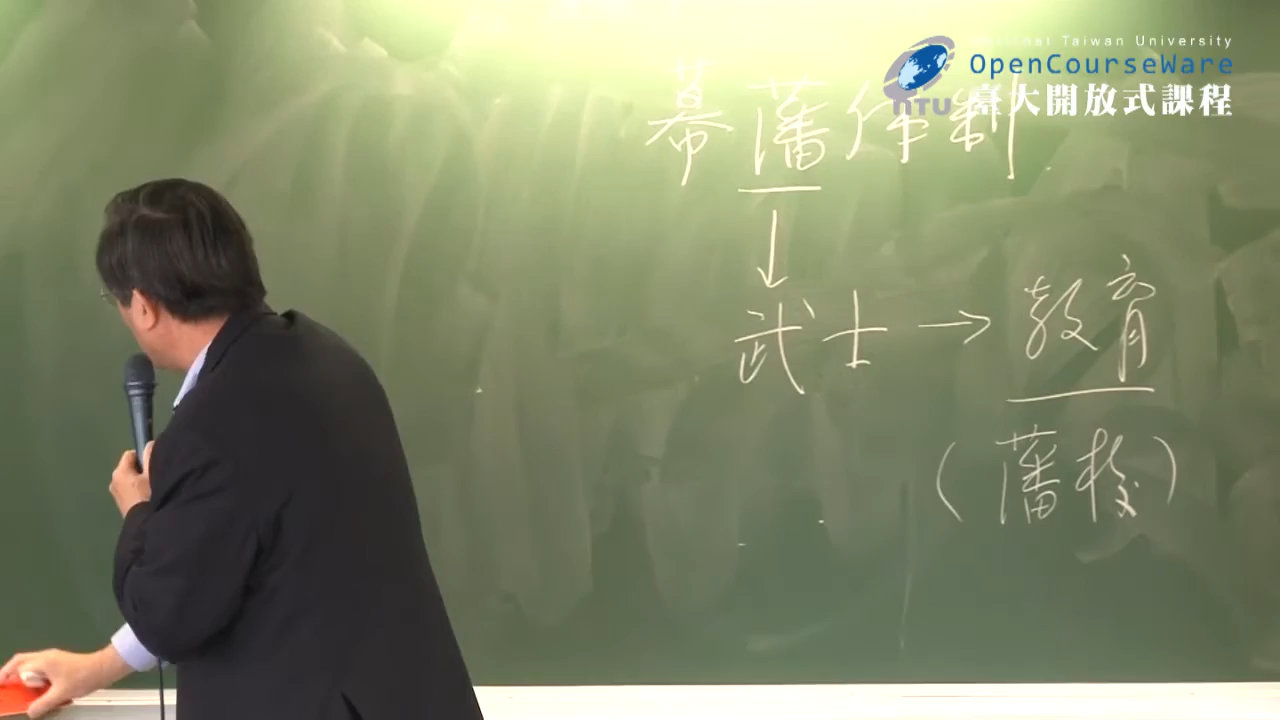 National Taiwan University
OpenCourseWare
NTU 臺大開放式課程
幕藩体制
武士→教育
(藩校)